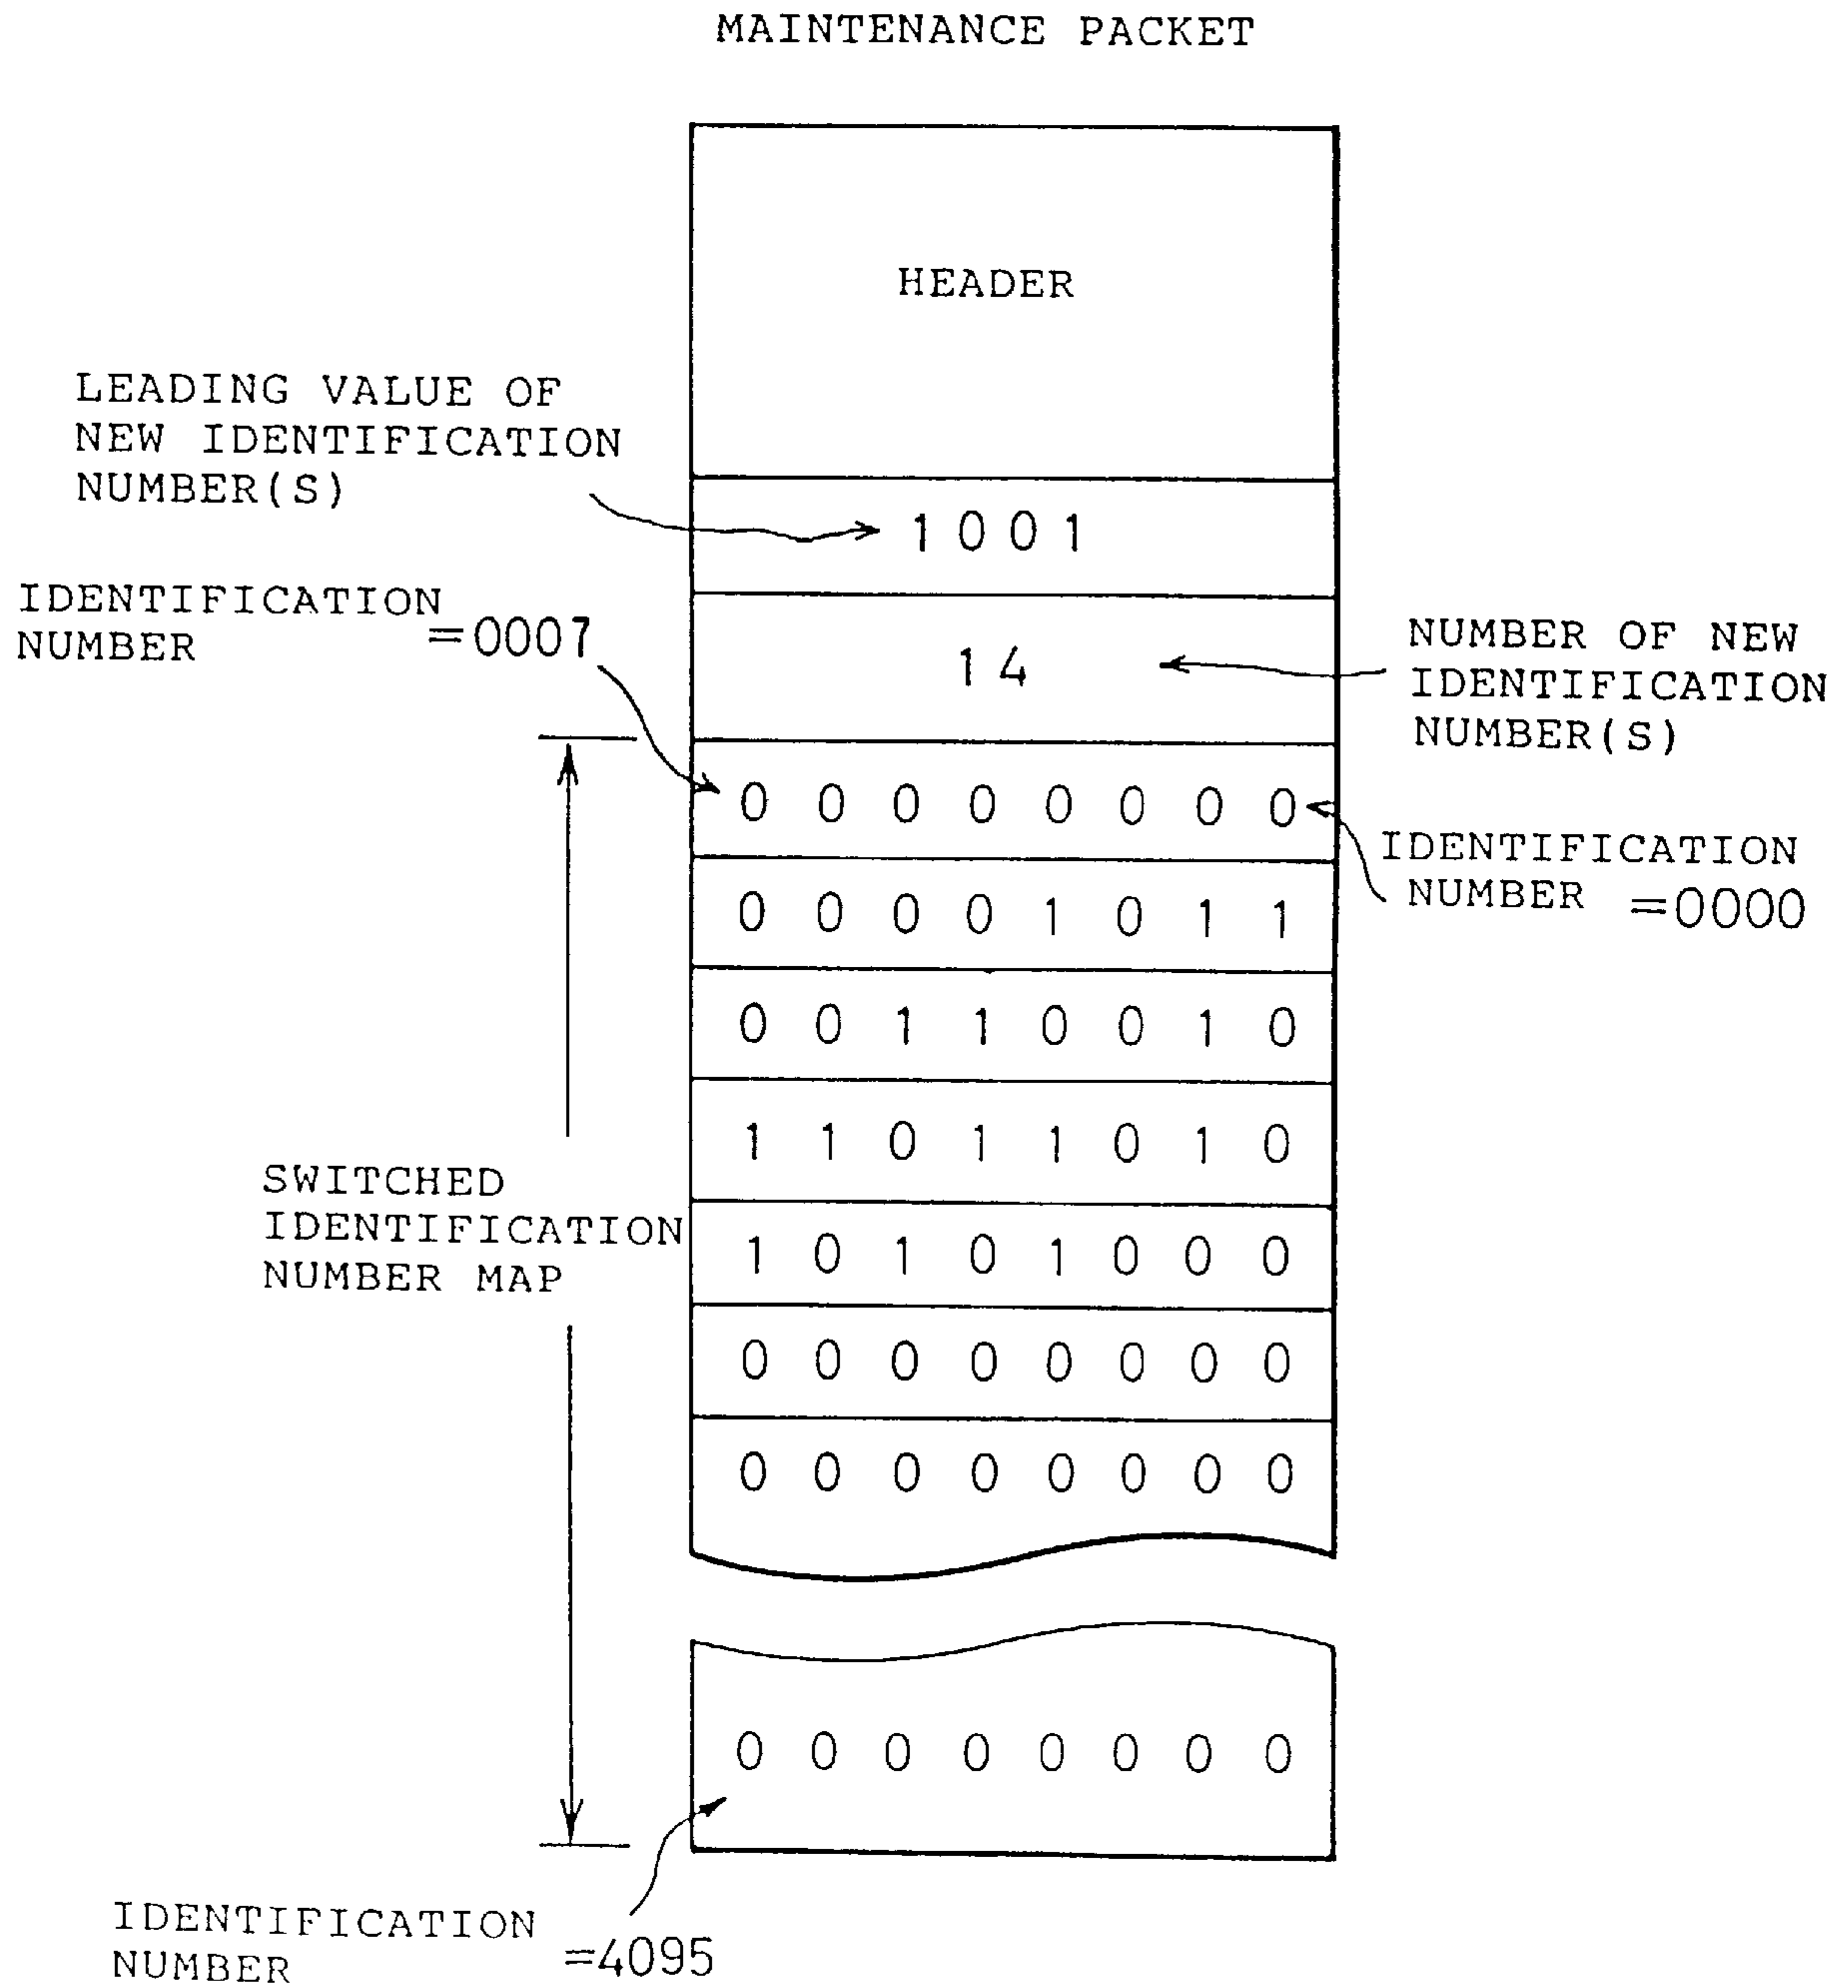 MAINTENANCE PACKET
HEADER
LEADING VALUE OF
NEW IDENTIFICATION
NUMBER(S)
1001
IDENTIFICATION
NUMBER =0007
14
NUMBER OF NEW
IDENTIFICATION
NUMBER(S)
0 0 0 0 0 0 0 0
IDENTIFICATION
NUMBER =0000
0 0 0 0 1 0 1 1
0 0 1 1 0 0 1 0
1 1 0 1 1 0 1 0
SWITCHED
IDENTIFICATION
NUMBER MAP
1 0 1 0 1 0 0 0
0 0 0 0 0 0 0 0
0 0 0 0 0 0 0 0
0 0 0 0 0 0 0 0
IDENTIFICATION
NUMBER =4095